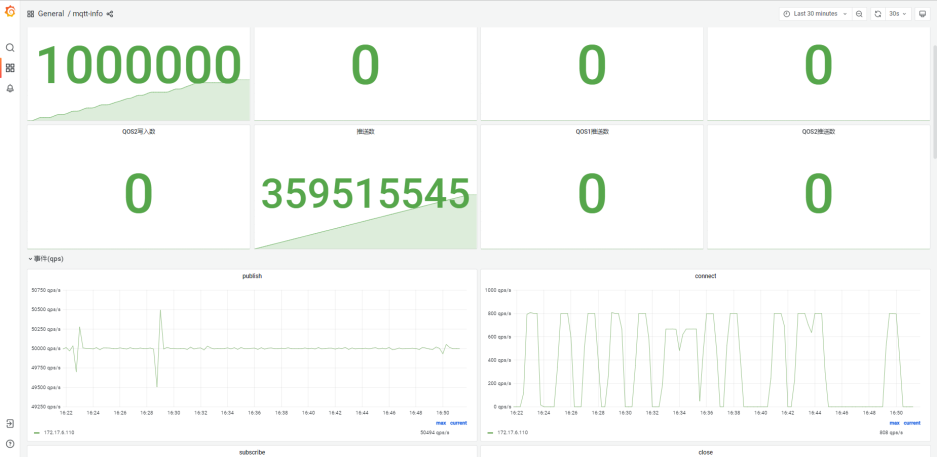 General / mqtt-info
Last 30 minutes
30s
1000000
0
0
0
QOS2写入数
推送数
QOS1推送数
QOS2推送数
0
359515545
0
0
事件(qps)
publish
50750 qps/s
50500 qps/s
50250 qps/s
50000 qps/s
49750 qps/s
49500 qps/s
49250 qps/s
16:22 16:24 16:26 16:28 16:30 16:32 16:34 16:36 16:38 16:40 16:42 16:44 16:46 16:48 16:50
max current
172.17.6.110 50494 qps/s
connect
1000 qps/s
800 qps/s
600 qps/s
400 qps/s
200 qps/s
0 qps/s
16:22 16:24 16:26 16:28 16:30 16:32 16:34 16:36 16:38 16:40 16:42 16:44 16:46 16:48 16:50
max current
172.17.6.110 808 qps/s
subscribe
close